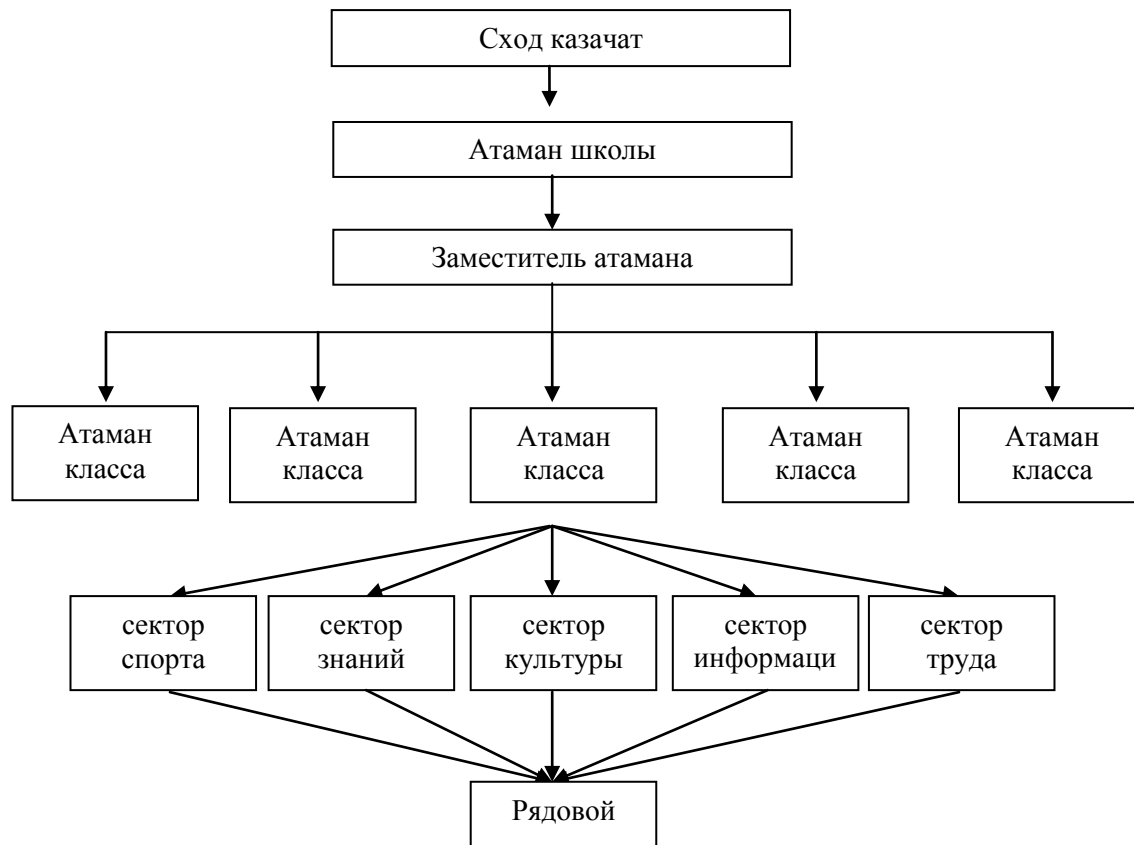 Сход казачат
Атаман школы
Заместитель атамана
Атаман
класса
Атаман
класса
Атаман
класса
Атаман
класса
Атаман
класса
сектор
спорта
сектор
знаний
сектор
культуры
сектор
информаци
сектор
труда
Рядовой